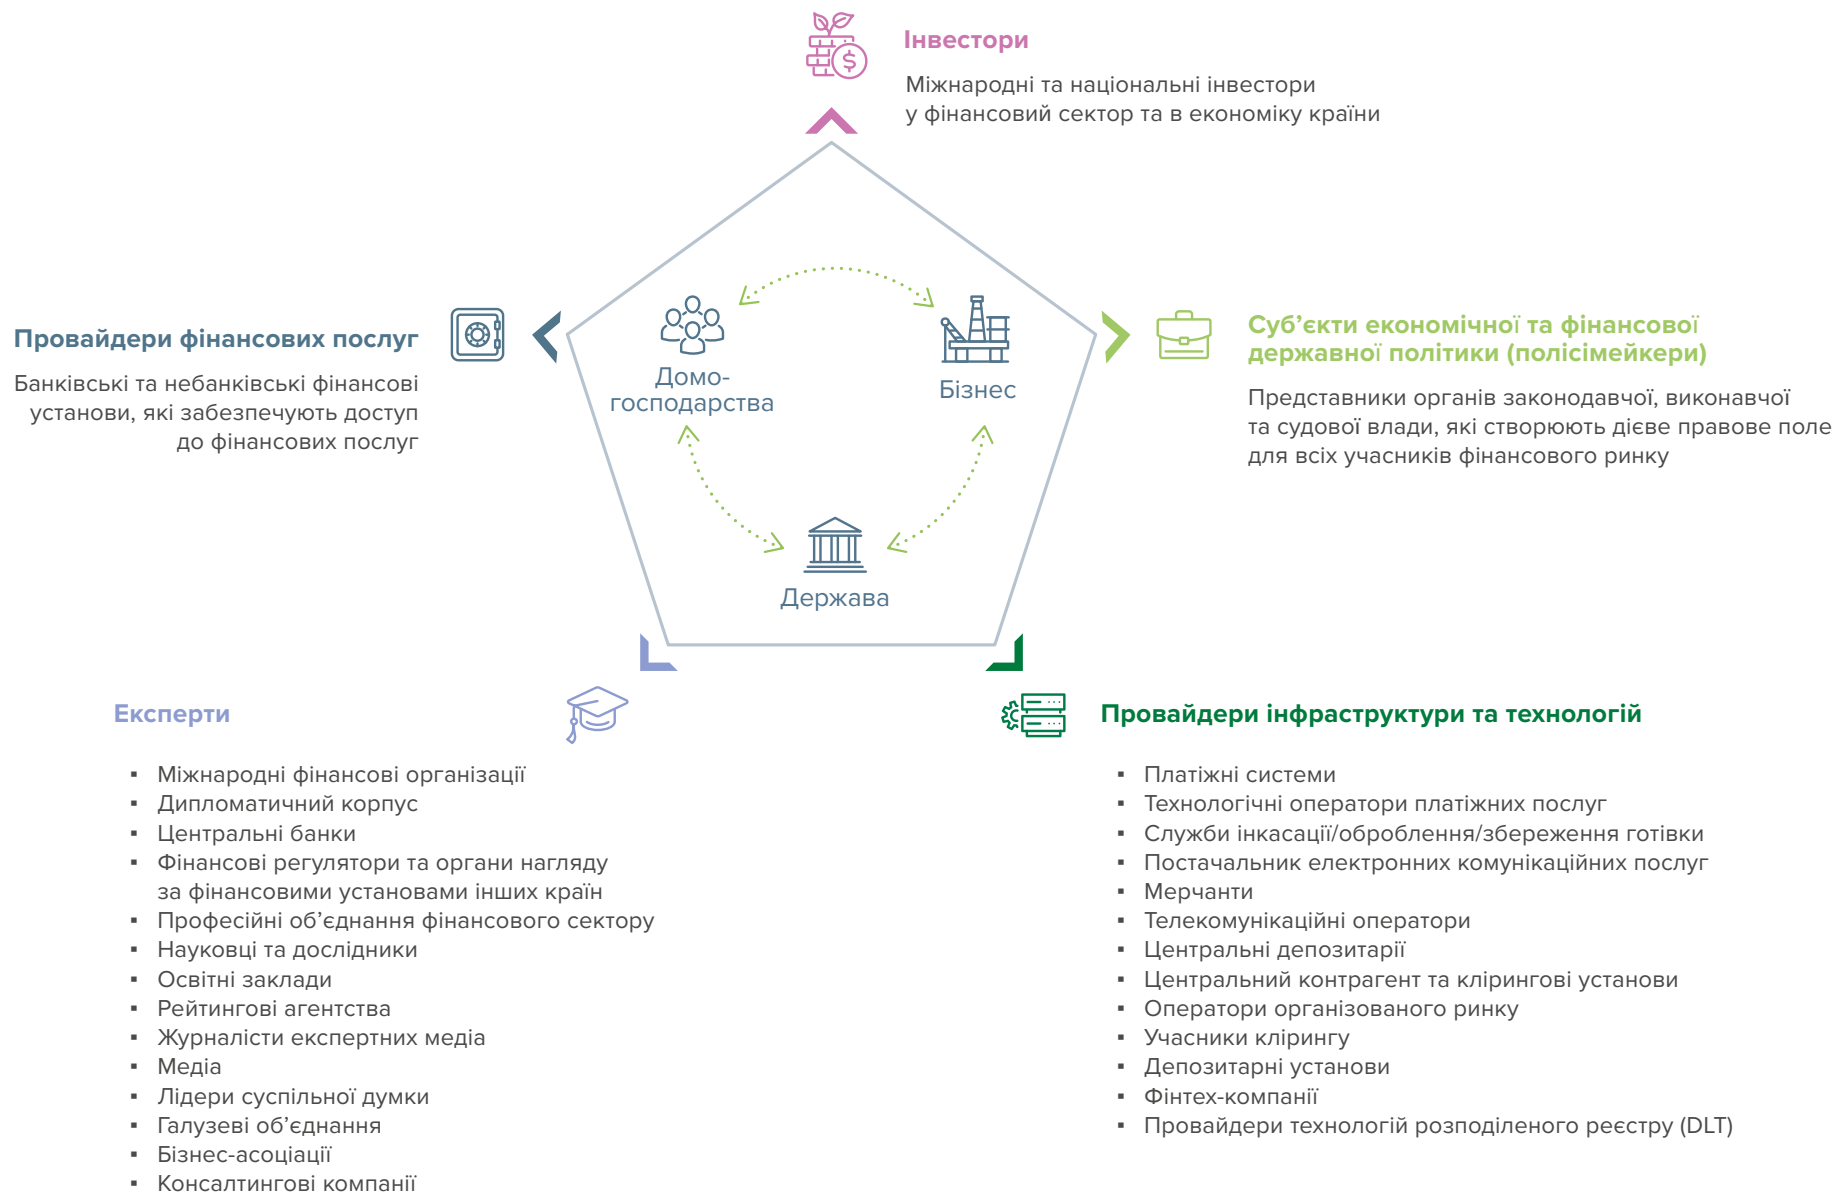 Інвестори
Міжнародні та національні інвестори
у фінансовий сектор та в економіку країни
Провайдери фінансових послуг
Банківські та небанківські фінансові
установи, які забезпечують доступ
до фінансових послуг
Домо-
господарства
Бізнес
Держава
Суб’єкти економічної та фінансової
державної політики (полісімейкери)
Представники органів законодавчої, виконавчої
та судової влади, які створюють дієве правове поле
для всіх учасників фінансового ринку
Експерти
▪ Міжнародні фінансові організації
▪ Дипломатичний корпус
▪ Центральні банки
▪ Фінансові регулятори та органи нагляду
за фінансовими установами інших країн
▪ Професійні об’єднання фінансового сектору
▪ Науковці та дослідники
▪ Освітні заклади
▪ Рейтингові агентства
▪ Журналісти експертних медіа
▪ Медіа
▪ Лідери суспільної думки
▪ Галузеві об’єднання
▪ Бізнес-асоціації
▪ Консалтингові компанії
Провайдери інфраструктури та технологій
▪ Платіжні системи
▪ Технологічні оператори платіжних послуг
▪ Служби інкасації/оброблення/збереження готівки
▪ Постачальник електронних комунікаційних послуг
▪ Мерчанти
▪ Телекомунікаційні оператори
▪ Центральні депозитарії
▪ Центральний контрагент та клірингові установи
▪ Оператори організованого ринку
▪ Учасники клірингу
▪ Депозитарні установи
▪ Фінтех-компанії
▪ Провайдери технологій розподіленого реєстру (DLT)